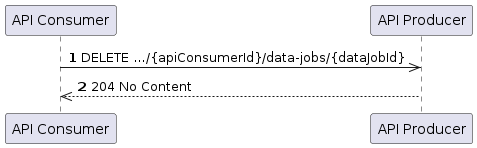 API Consumer
API Producer
1 DELETE .../{apiConsumerId}/data-jobs/{dataJobId}
2 204 No Content
API Consumer
API Producer